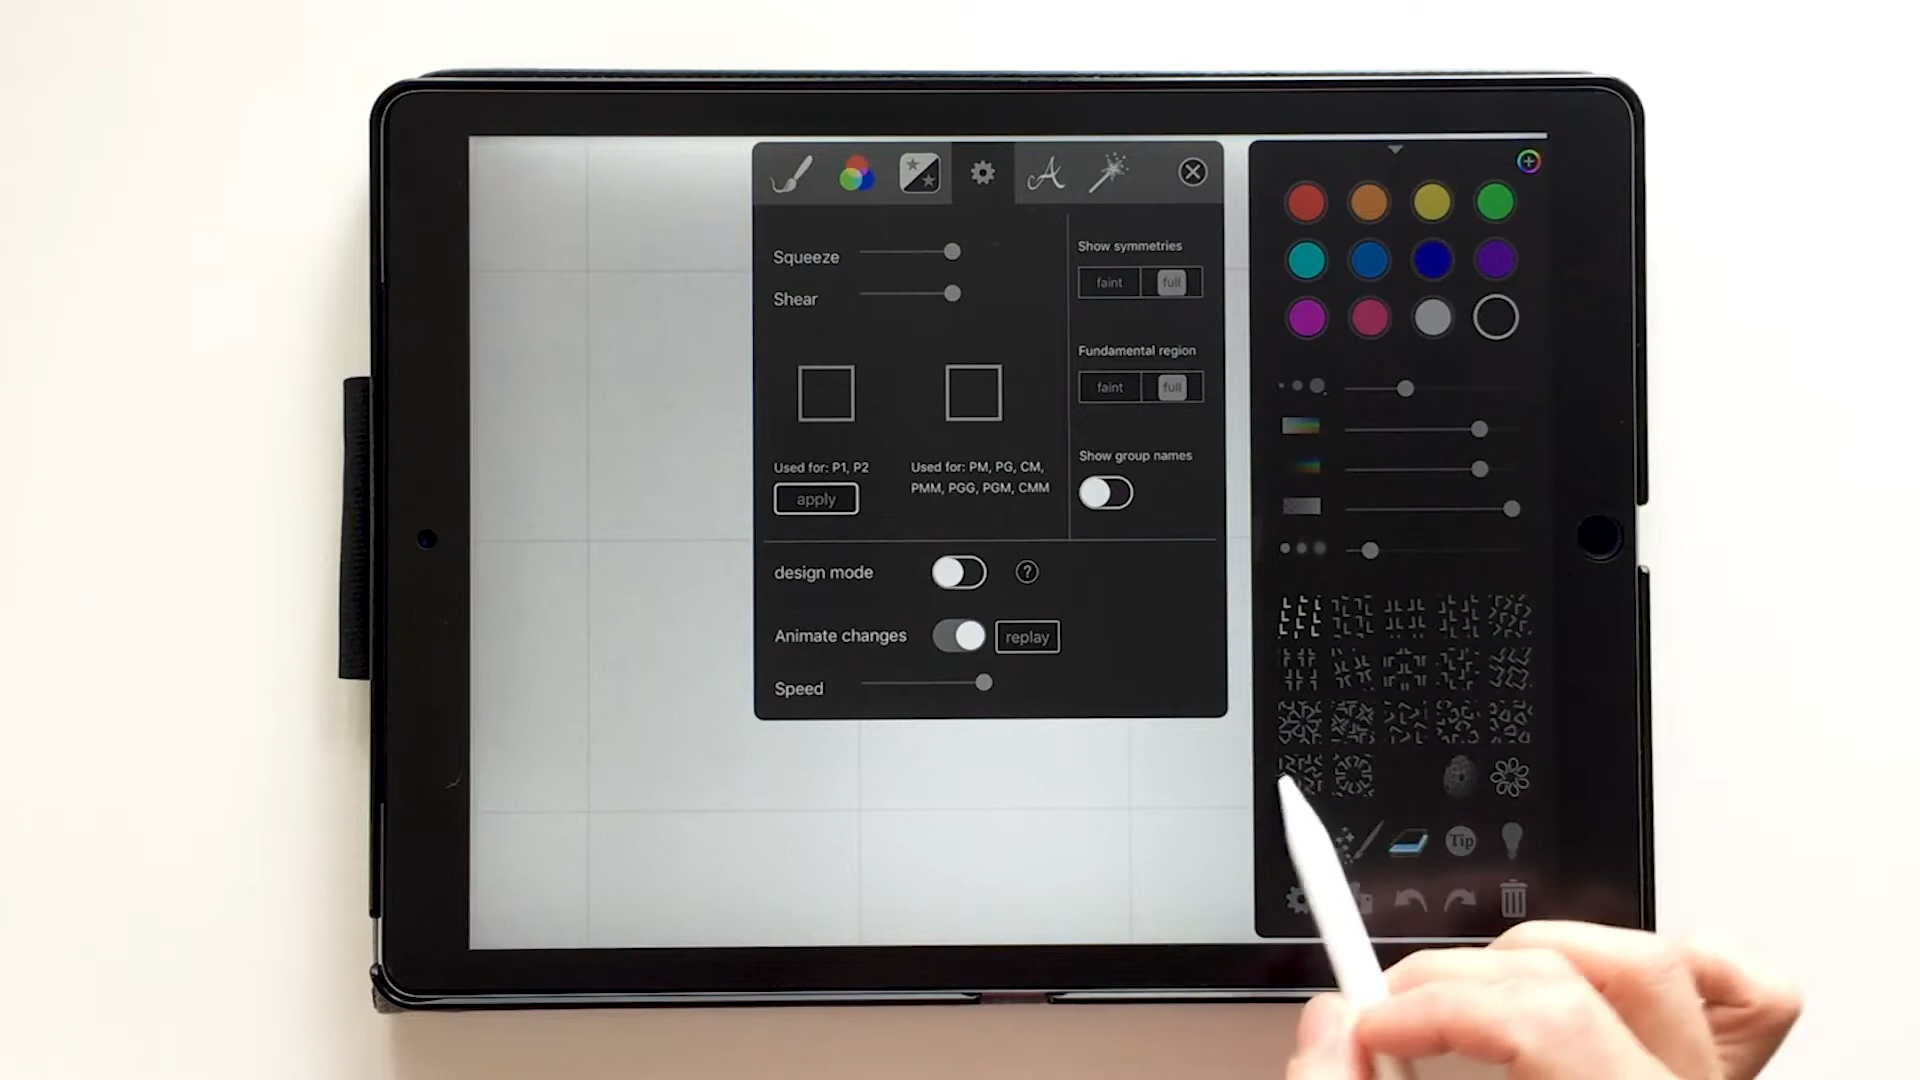 Squeeze
Shear
Used for: P1, P2
apply
Used for: PM, PG, CM,
PMM, PGG, PGM, CMM
Show symmetries
faint full
Fundamental region
faint full
Show group names
design mode ?
Animate changes replay
Speed
Tip